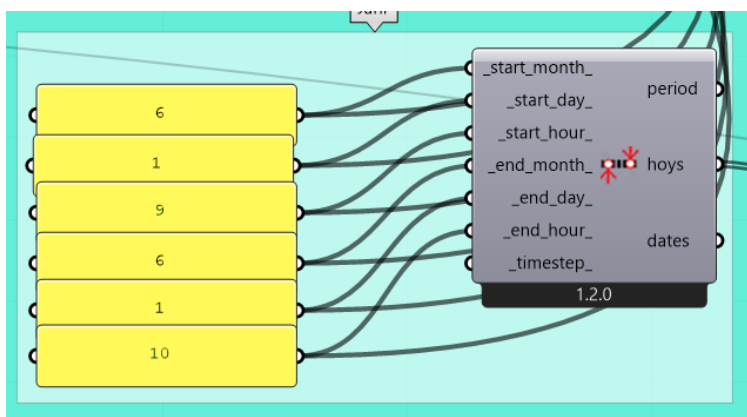 6
1
9
6
1
10
_start_month_
_start_day_
_start_hour_
_end_month_
_end_day_
_end_hour_
_timestep_
period
hoys
dates
1.2.0